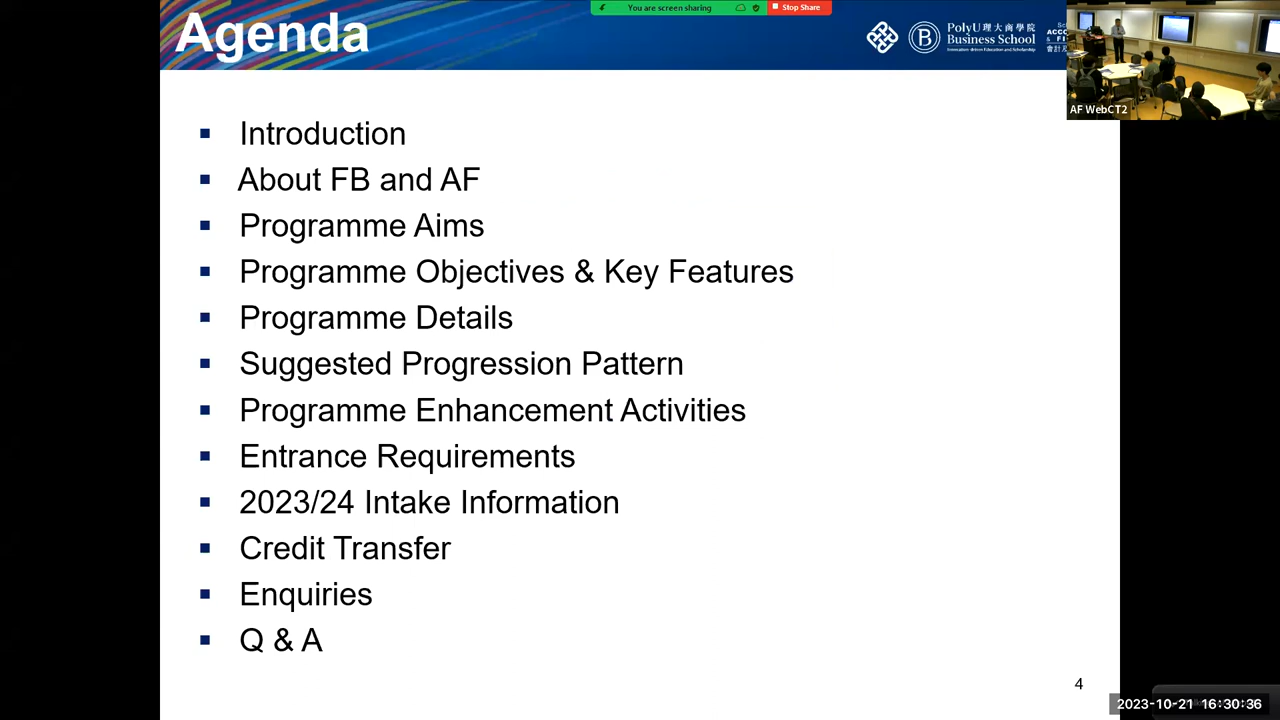 Agenda
You are screen sharing
Stop Share
PolyU理大商學院
Business School
Innovation-driven Education and Scholarship
AF WebCT2
Introduction
About FB and AF
Programme Aims
Programme Objectives & Key Features
Programme Details
Suggested Progression Pattern
Programme Enhancement Activities
Entrance Requirements
2023/24 Intake Information
Credit Transfer
Enquiries
Q & A
4
2023-10-21 16:30:36